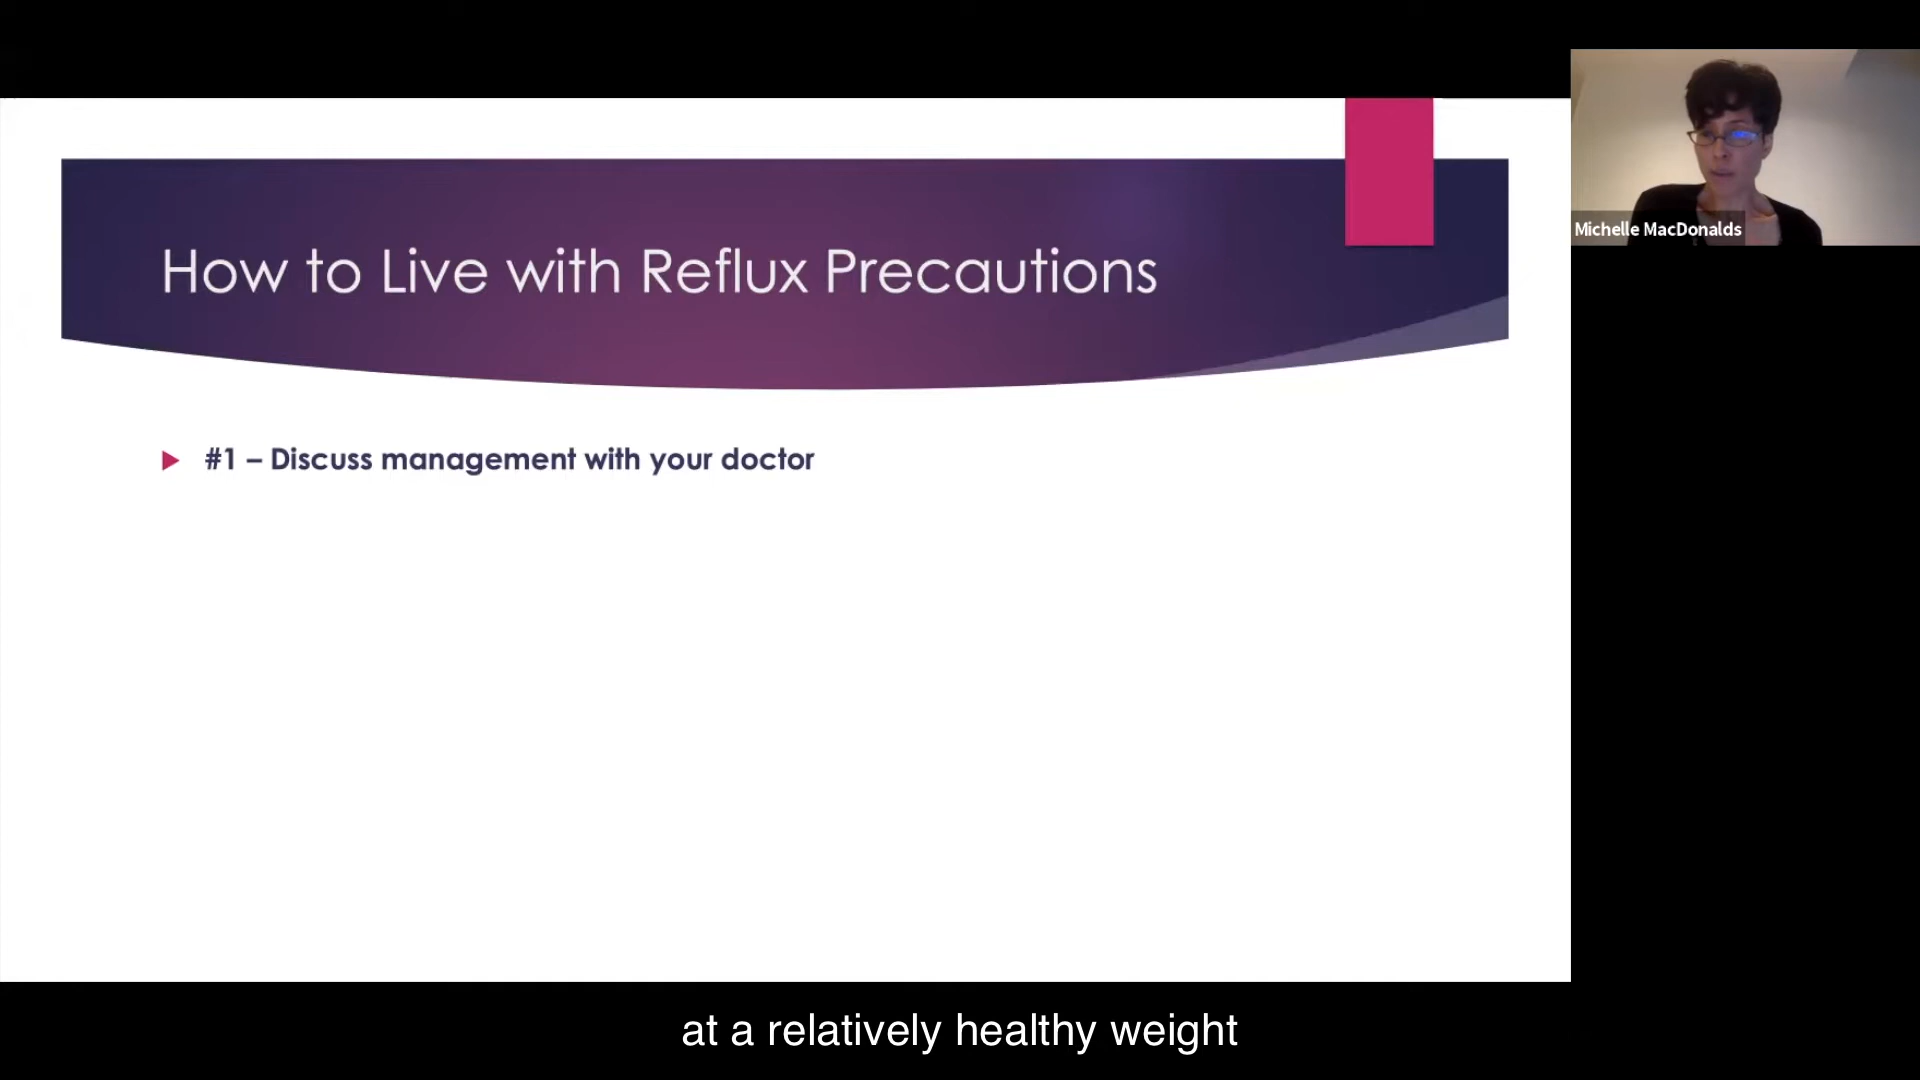 How to Live with Reflux Precautions
Michelle MacDonalds
#1 – Discuss management with your doctor
at a relatively healthy weight